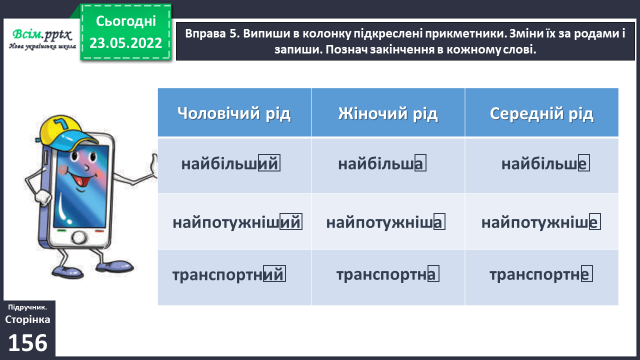 Всім.pptx
Нова українська школа
Сьогодні
23.05.2022
Вправа 5. Випиши в колонку підкреслені прикметники. Зміни їх за родами і
запиши. Познач закінчення в кожному слові.
Чоловічий рід Жіночий рід Середній рід
найбільший найбільша найбільше
найпотужніший найпотужніша найпотужніше
транспортний транспортна транспортне
Підручник.
Сторінка
156